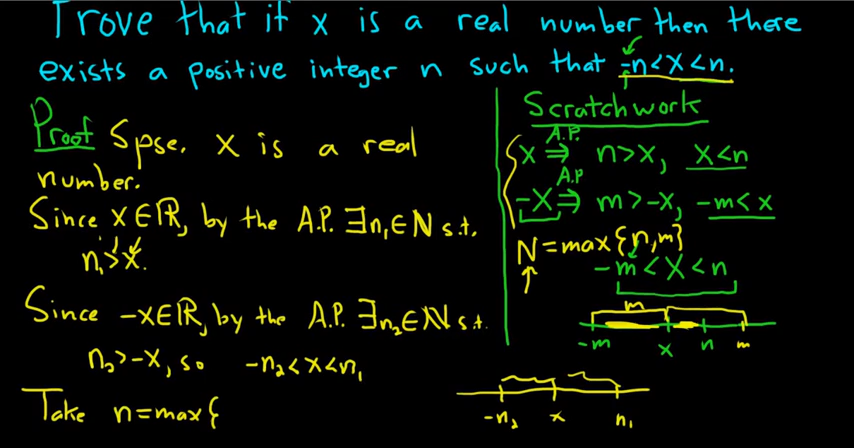 Prove that if x is a real number then there
exists a positive integer n such that -n<x<n.
Proof Spse. x is a real
number.
Since x∈ℝ, by the A.P. ∃n₁∈ℕ s.t.
n₁>x.
Since -x∈ℝ, by the A.P. ∃n₂∈ℕ s.t.
n₂>-x, so -n₂<x<n₁
Take n=max{
Scratchwork
x ⇒ n>x, x<n
A.P.
-x ⇒ m>-x, -m<x
A.P
N=max{n,m}
-m<x<n
m
-m x n m
-n₂ x n₁